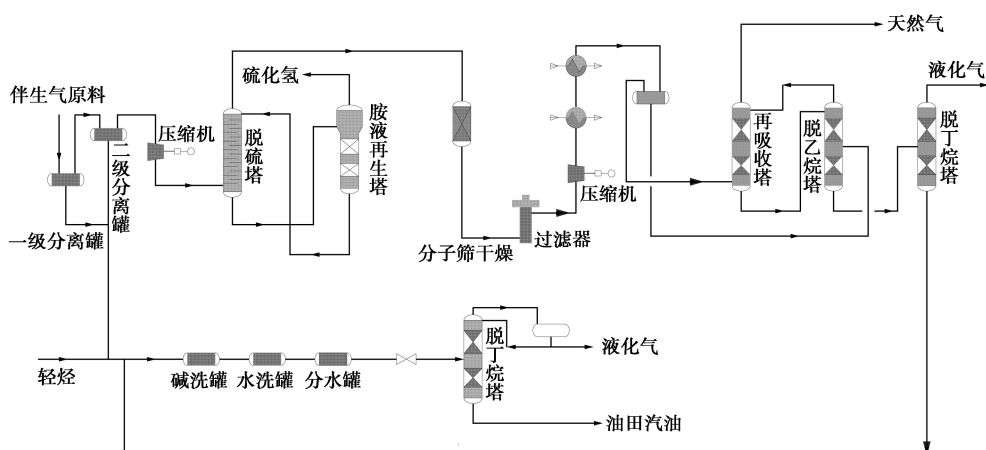 天然气
液化气
硫化氢
伴生气原料
压缩机
二级分离罐
脱硫塔
胺液再生塔
压缩机
再吸收塔
脱乙烷塔
脱丁烷塔
一级分离罐
分子筛干燥
过滤器
轻烃
碱洗罐
水洗罐
分水罐
脱丁烷塔
液化气
油田汽油